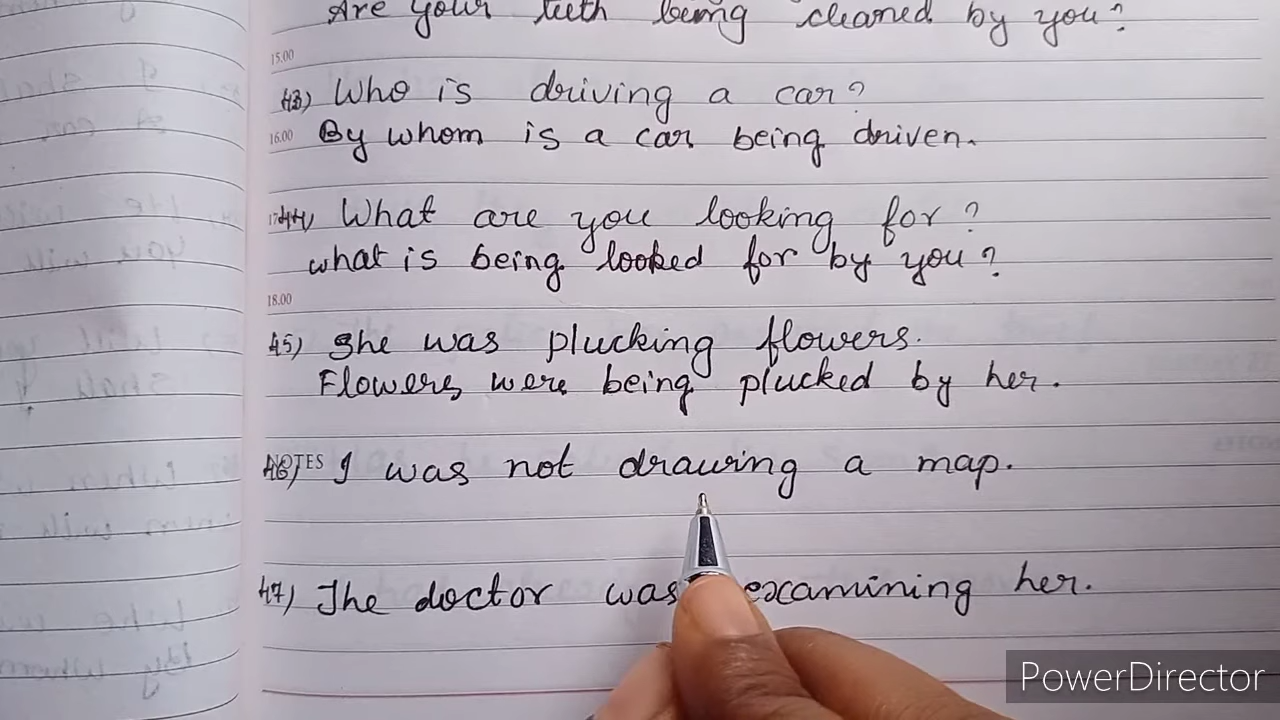 Are your teeth being cleaned by you?
15.00
43) Who is driving a car?
16.00 By whom is a car being driven.
44) What are you looking for?
what is being looked for by you?
18.00
45) She was plucking flowers.
Flowers were being plucked by her.
NOTES
46) I was not drawing a map.
47) The doctor was examining her.
PowerDirector